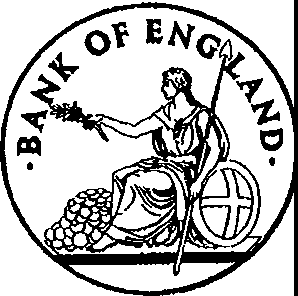 · BANK OF ENGLAND ·